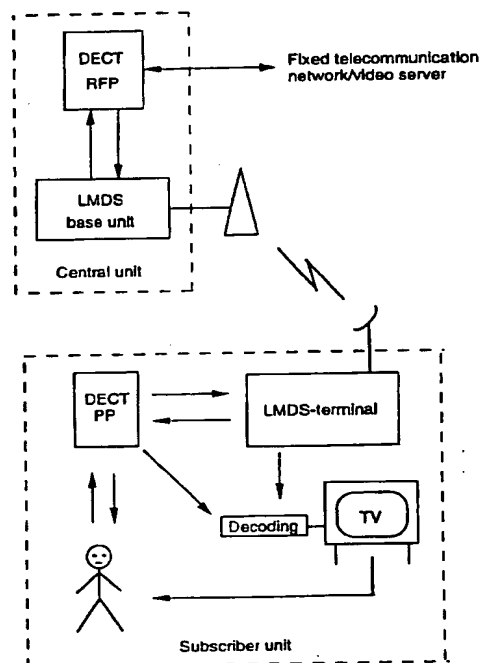 DECT
RFP
Fixed telecommunication
network/video server
LMDS
base unit
Central unit
DECT
PP
LMDS-terminal
Decoding
TV
Subscriber unit